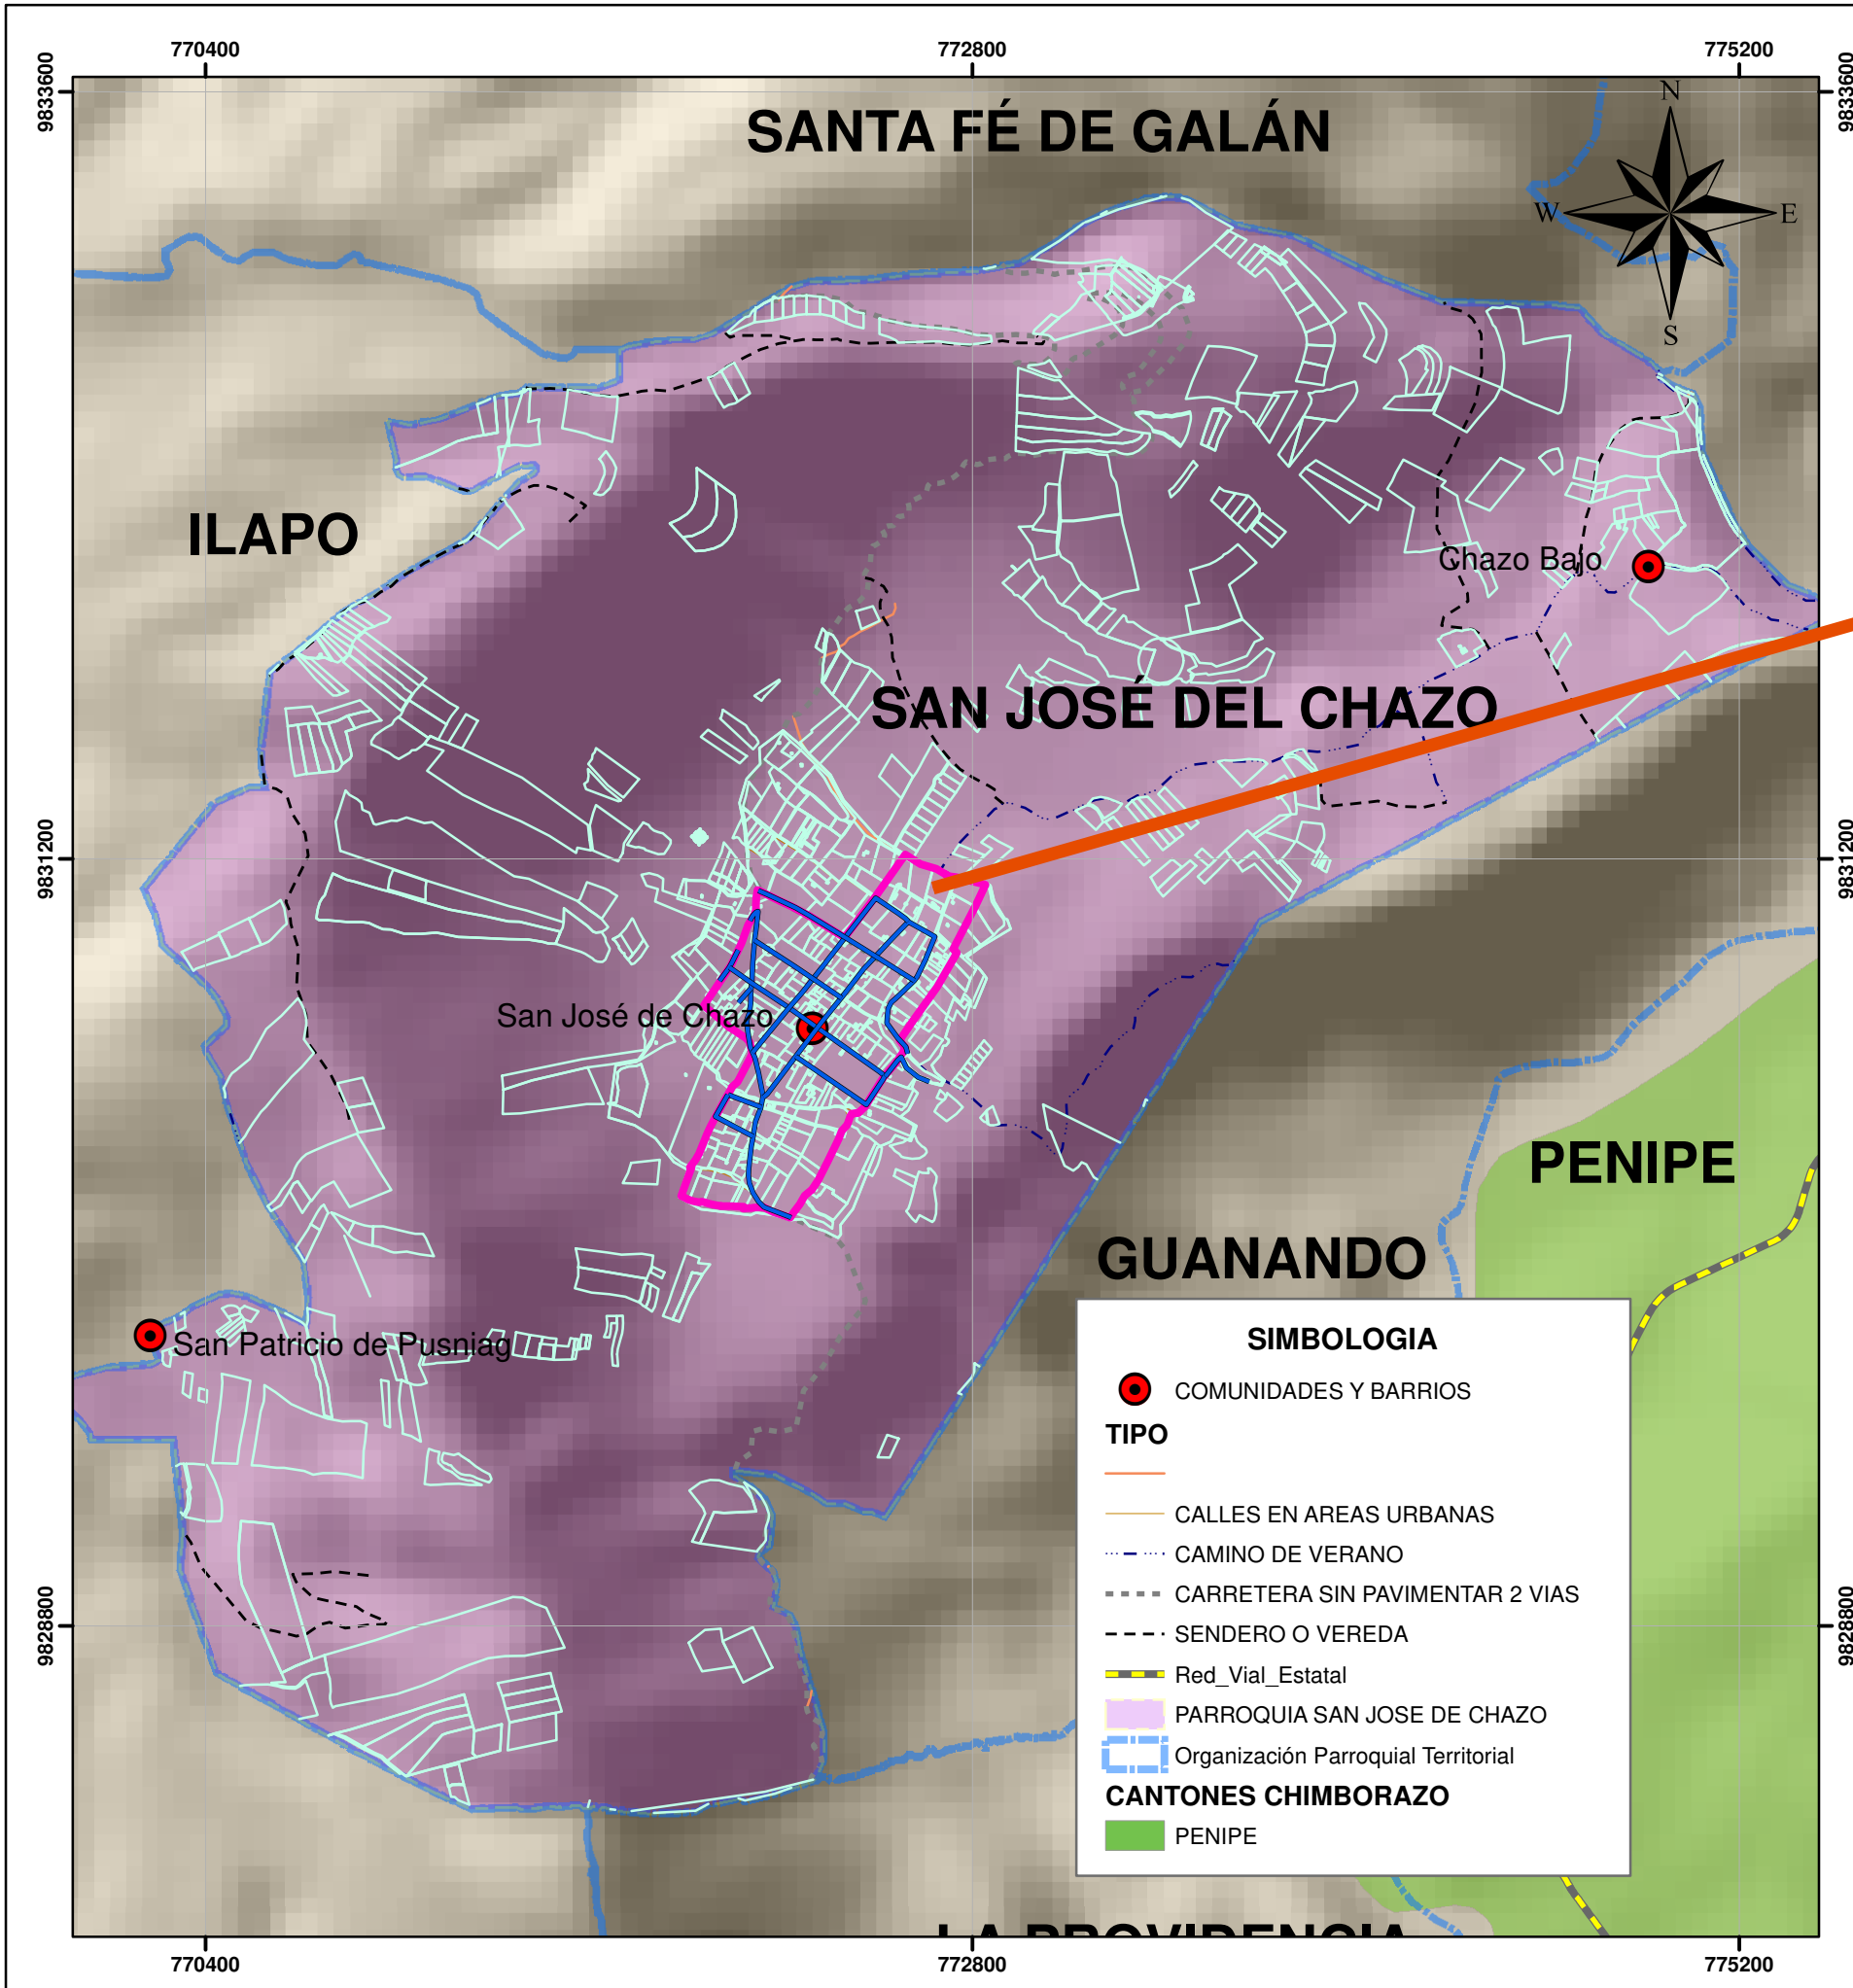 770400 772800 775200
9833600 9833600
N
SANTA FÉ DE GALÁN
W E
S
ILAPO
Chazo Bajo
SAN JOSÉ DEL CHAZO
9831200 9831200
San José de Chazo
PENIPE
GUANANDO
San Patricio de Pusniag
SIMBOLOGIA
COMUNIDADES Y BARRIOS
TIPO
CALLES EN AREAS URBANAS
CAMINO DE VERANO
CARRETERA SIN PAVIMENTAR 2 VIAS
SENDERO O VEREDA
9828800 9828800
Red_Vial_Estatal
PARROQUIA SAN JOSE DE CHAZO
Organización Parroquial Territorial
CANTONES CHIMBORAZO
PENIPE
LA PROVIDENCIA
770400 772800 775200